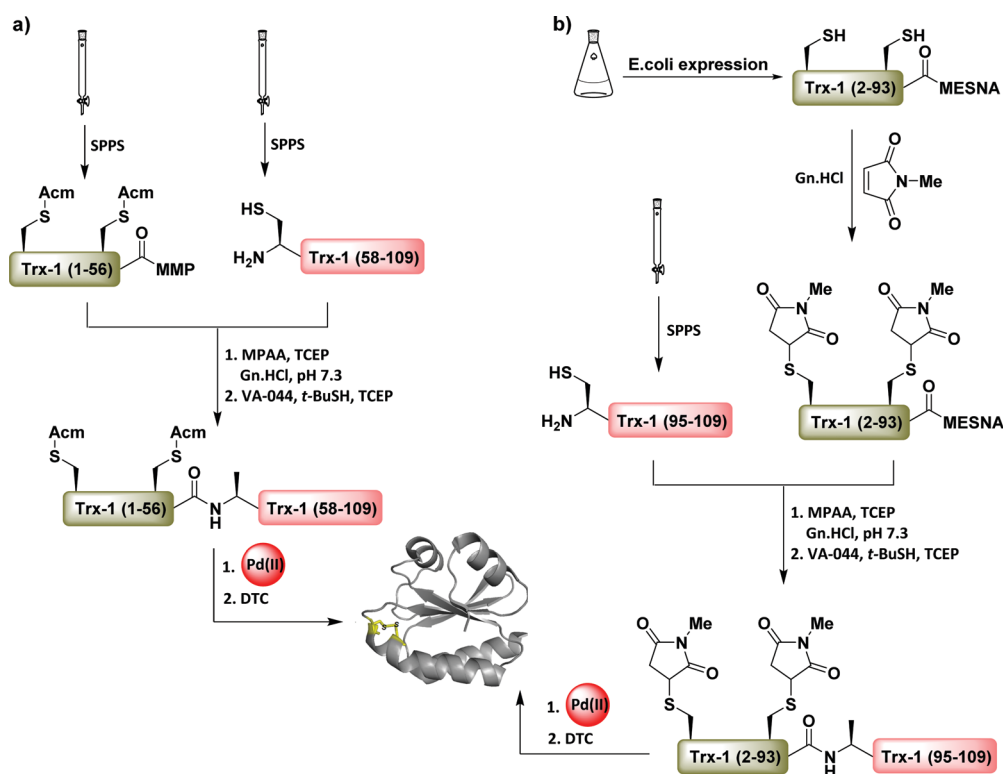 a)
SPPS
SPPS
Acm
S
Acm
S
O
MMP
Trx-1 (1-56)
HS
H₂N
Trx-1 (58-109)
1. MPAA, TCEP
Gn.HCl, pH 7.3
2. VA-044, t-BuSH, TCEP
Acm
S
Acm
S
O
N
H
Trx-1 (1-56)
Trx-1 (58-109)
1. Pd(II)
2. DTC
S
S
b)
E.coli expression
SH
SH
O
MESNA
Trx-1 (2-93)
Gn.HCl
O
N
Me
O
SPPS
HS
H₂N
Trx-1 (95-109)
Me
N
O
O
S
Me
N
O
O
S
O
MESNA
Trx-1 (2-93)
1. MPAA, TCEP
Gn.HCl, pH 7.3
2. VA-044, t-BuSH, TCEP
Me
N
O
O
S
Me
N
O
O
S
O
N
H
Trx-1 (2-93)
Trx-1 (95-109)
1. Pd(II)
2. DTC